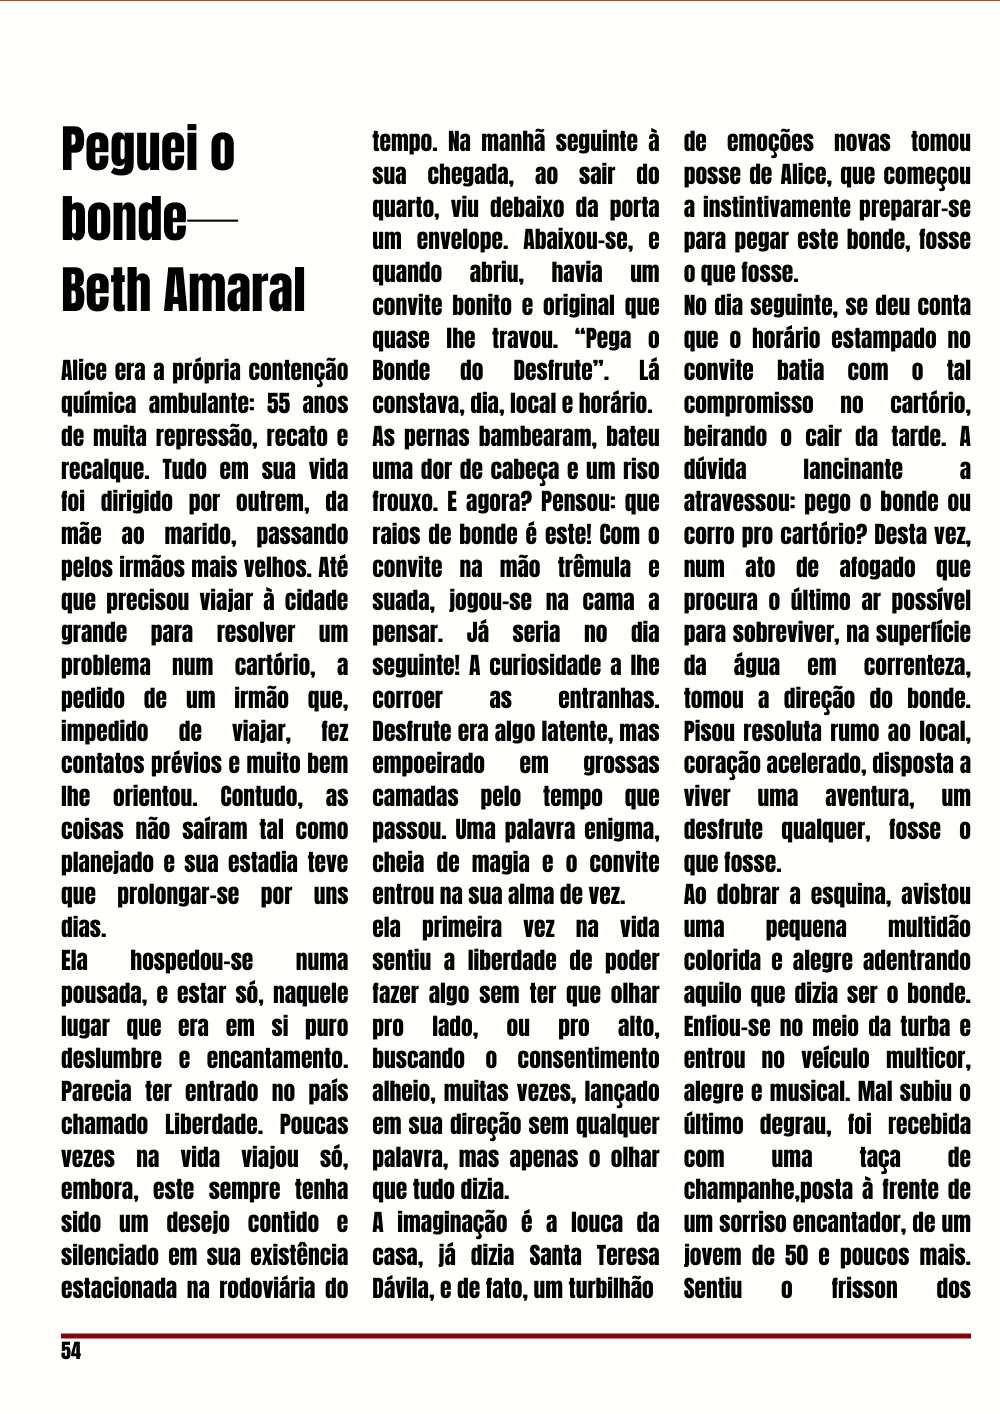 Peguei o
bonde—
Beth Amaral
Alice era a própria contenção
química ambulante: 55 anos
de muita repressão, recato e
recalque. Tudo em sua vida
foi dirigido por outrem, da
mãe ao marido, passando
pelos irmãos mais velhos. Até
que precisou viajar à cidade
grande para resolver um
problema num cartório, a
pedido de um irmão que,
impedido de viajar, fez
contatos prévios e muito bem
lhe orientou. Contudo, as
coisas não saíram tal como
planejado e sua estadia teve
que prolongar-se por uns
dias.
Ela hospedou-se numa
pousada, e estar só, naquele
lugar que era em si puro
deslumbre e encantamento.
Parecia ter entrado no país
chamado Liberdade. Poucas
vezes na vida viajou só,
embora, este sempre tenha
sido um desejo contido e
silenciado em sua existência
estacionada na rodoviária do
tempo. Na manhã seguinte à
sua chegada, ao sair do
quarto, viu debaixo da porta
um envelope. Abaixou-se, e
quando abriu, havia um
convite bonito e original que
quase lhe travou. “Pega o
Bonde do Desfrute”. Lá
constava, dia, local e horário.
As pernas bambearam, bateu
uma dor de cabeça e um riso
frouxo. E agora? Pensou: que
raios de bonde é este! Com o
convite na mão trêmula e
suada, jogou-se na cama a
pensar. Já seria no dia
seguinte! A curiosidade a lhe
corroer as entranhas.
Desfrute era algo latente, mas
empoeirado em grossas
camadas pelo tempo que
passou. Uma palavra enigma,
cheia de magia e o convite
entrou na sua alma de vez.
ela primeira vez na vida
sentiu a liberdade de poder
fazer algo sem ter que olhar
pro lado, ou pro alto,
buscando o consentimento
alheio, muitas vezes, lançado
em sua direção sem qualquer
palavra, mas apenas o olhar
que tudo dizia.
A imaginação é a louca da
casa, já dizia Santa Teresa
Dávila, e de fato, um turbilhão
de emoções novas tomou
posse de Alice, que começou
a instintivamente preparar-se
para pegar este bonde, fosse
o que fosse.
No dia seguinte, se deu conta
que o horário estampado no
convite batia com o tal
compromisso no cartório,
beirando o cair da tarde. A
dúvida lancinante a
atravessou: pego o bonde ou
corro pro cartório? Desta vez,
num ato de afogado que
procura o último ar possível
para sobreviver, na superfície
da água em correnteza,
tomou a direção do bonde.
Pisou resoluta rumo ao local,
coração acelerado, disposta a
viver uma aventura, um
desfrute qualquer, fosse o
que fosse.
Ao dobrar a esquina, avistou
uma pequena multidão
colorida e alegre adentrando
aquilo que dizia ser o bonde.
Enfiou-se no meio da turba e
entrou no veículo multicor,
alegre e musical. Mal subiu o
último degrau, foi recebida
com uma taça de
champanhe,posta à frente de
um sorriso encantador, de um
jovem de 50 e poucos mais.
Sentiu o frisson dos
54